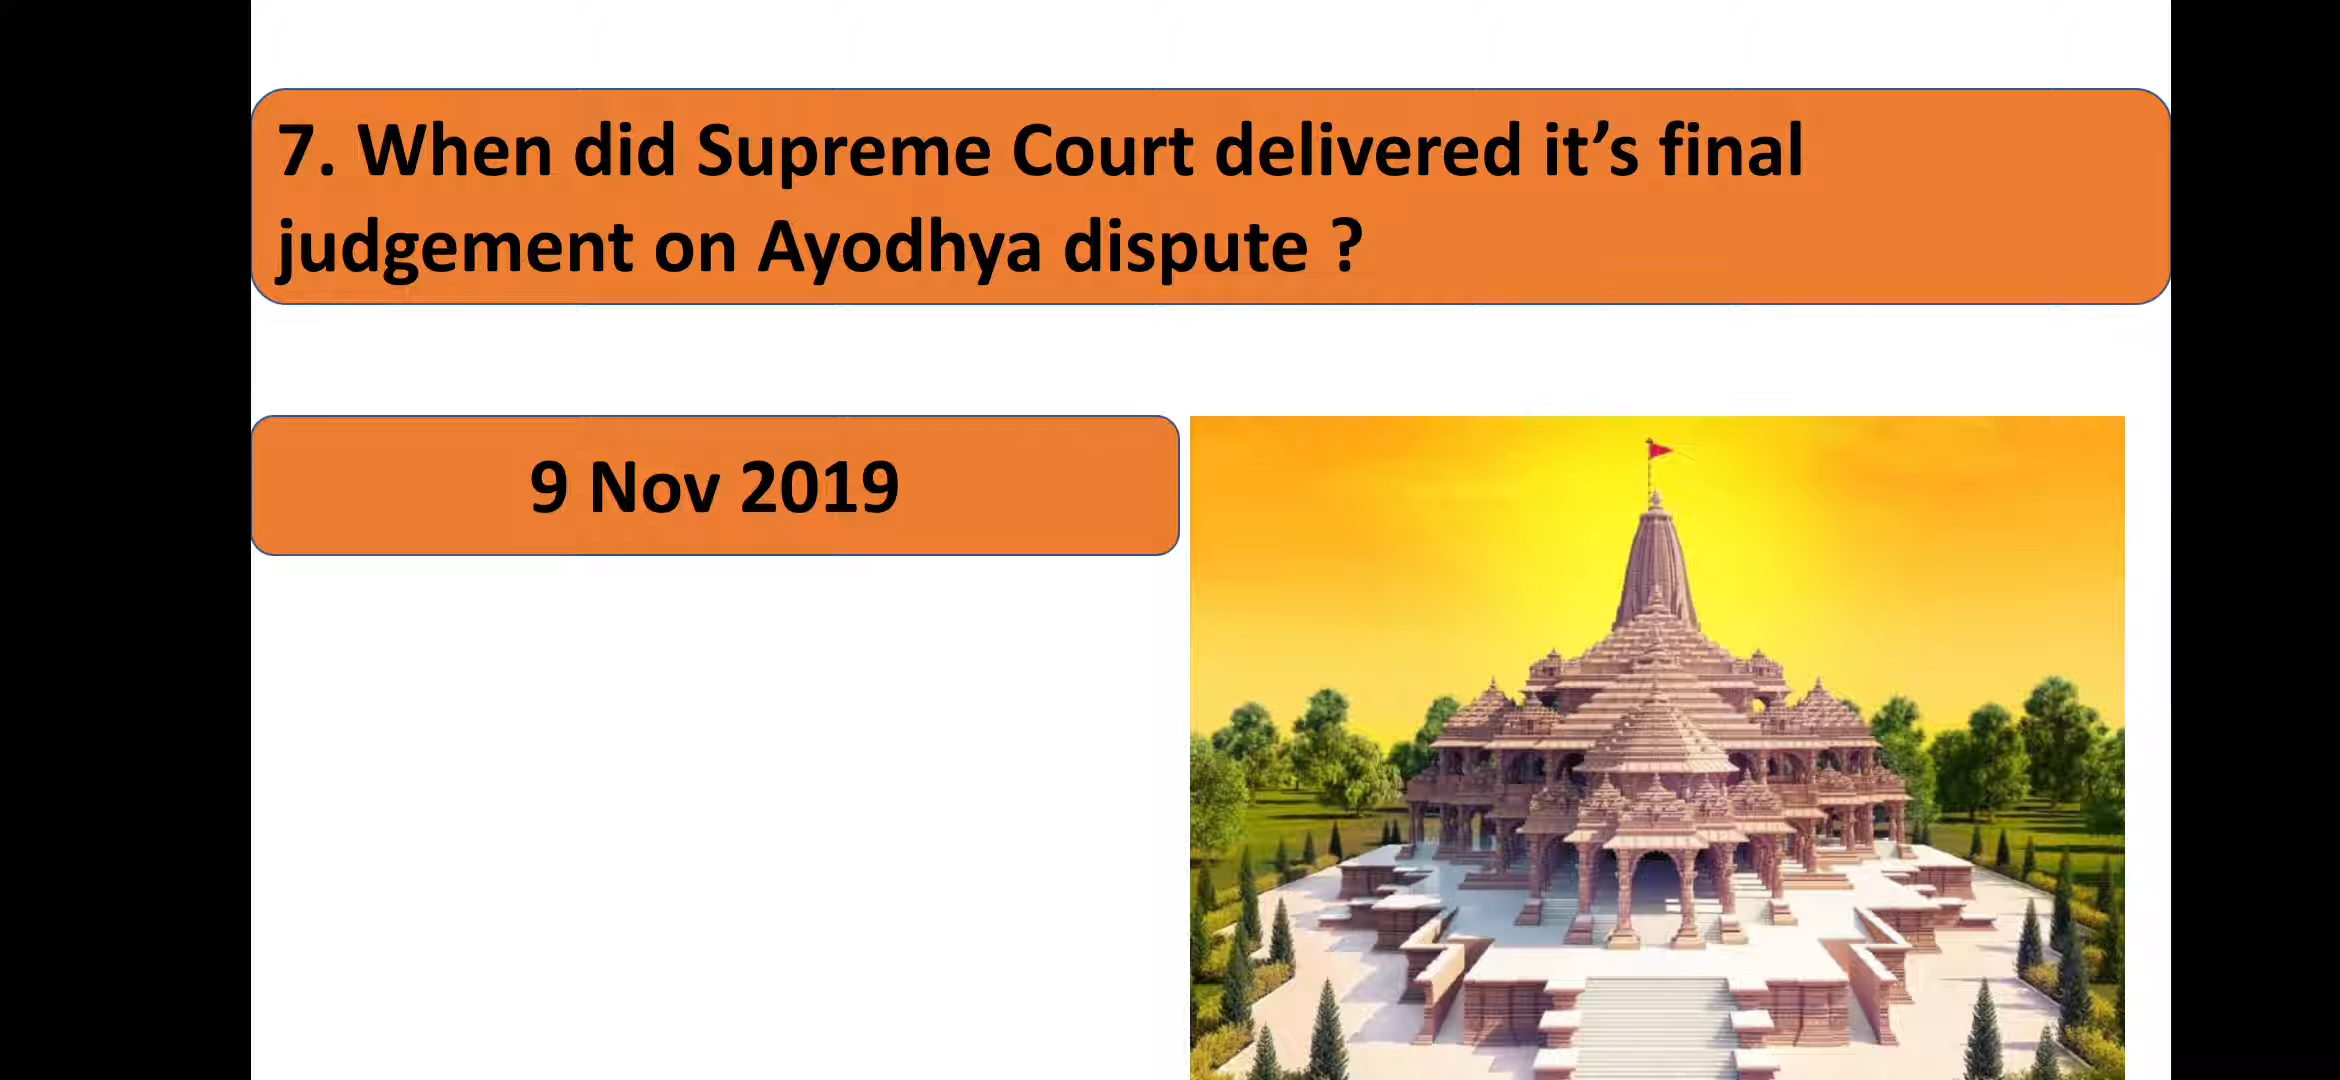 7. When did Supreme Court delivered it’s final
judgement on Ayodhya dispute ?
9 Nov 2019